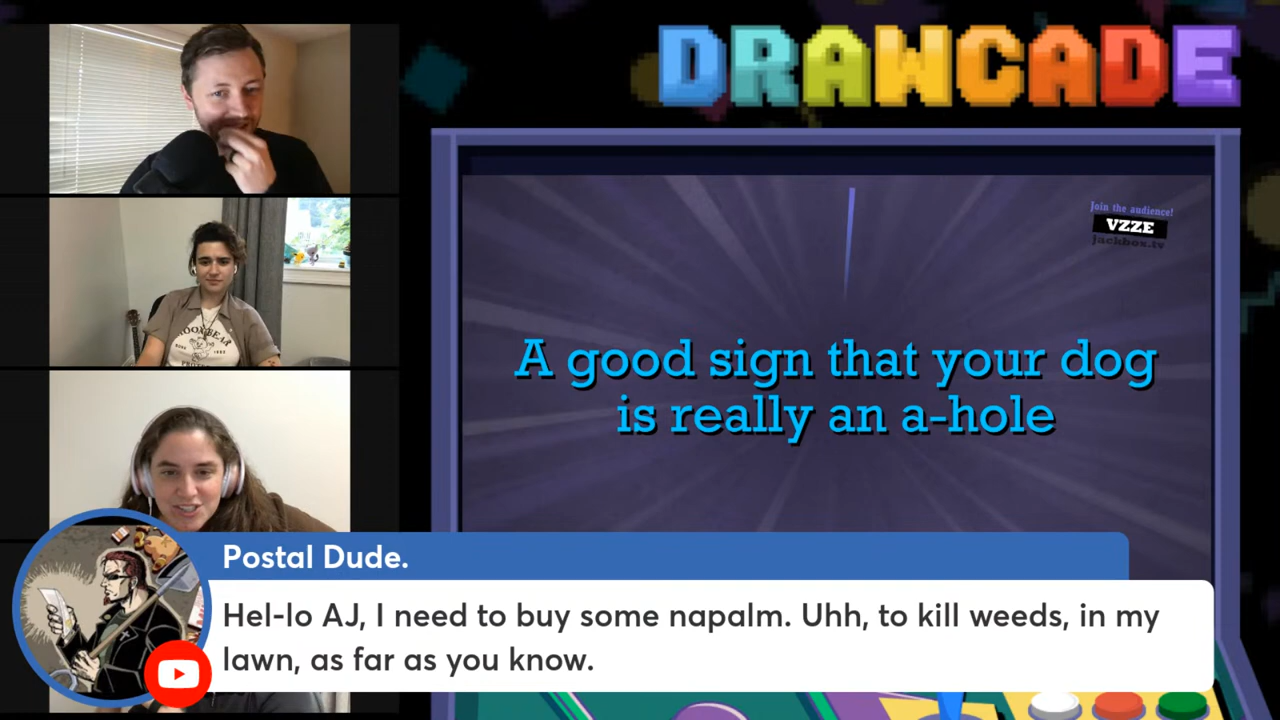 DRAWCADE
Join the audience!
VZZE
jackbox.tv
A good sign that your dog
is really an a-hole
Postal Dude.
Hel-lo AJ, I need to buy some napalm. Uhh, to kill weeds, in my
lawn, as far as you know.